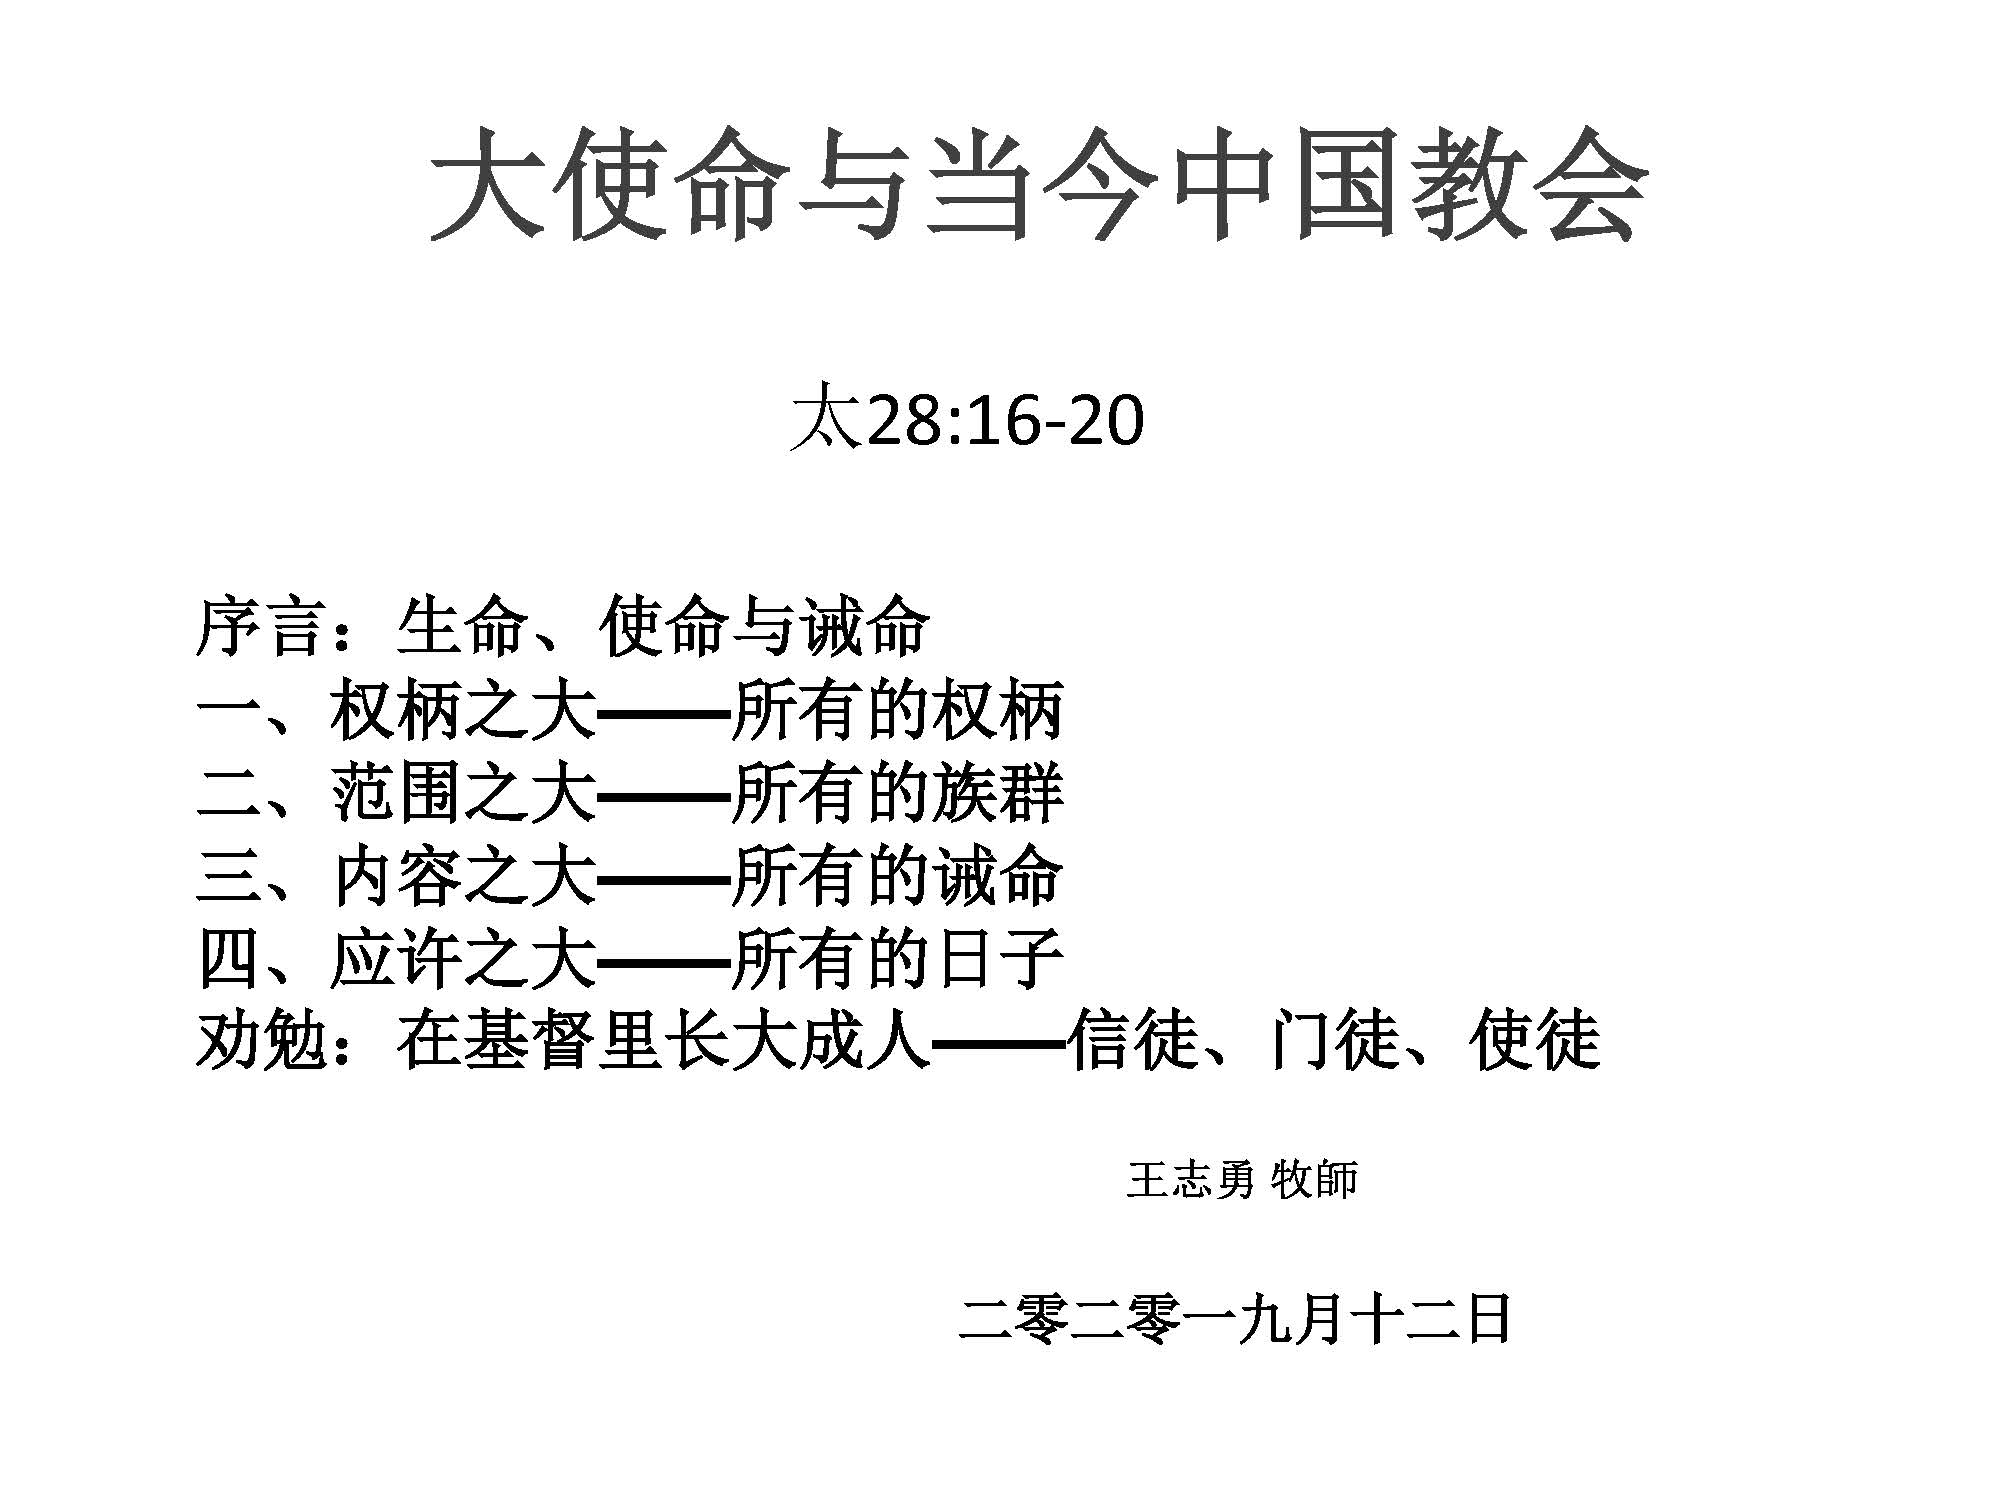 大使命与当今中国教会
太28:16-20
序言：生命、使命与诫命
一、权柄之大——所有的权柄
二、范围之大——所有的族群
三、内容之大——所有的诫命
四、应许之大——所有的日子
劝勉：在基督里长大成人——信徒、门徒、使徒
王志勇 牧師
二零二零一九月十二日